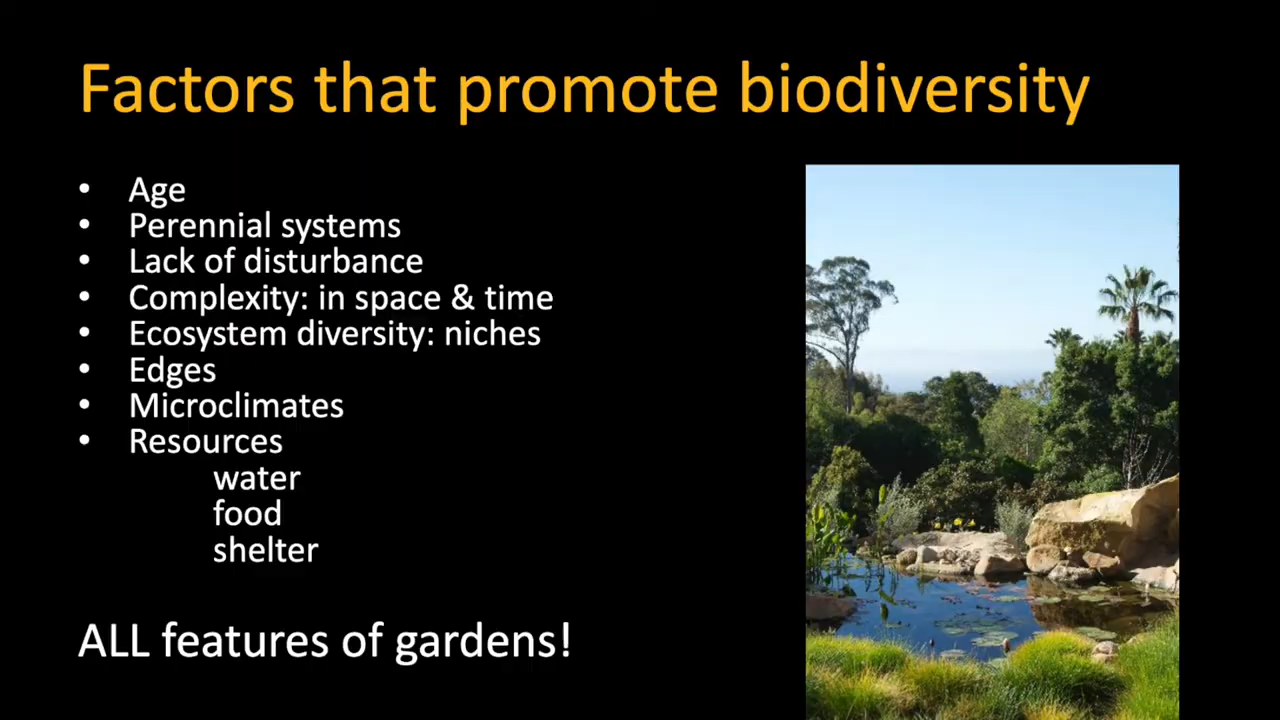 Factors that promote biodiversity
• Age
• Perennial systems
• Lack of disturbance
• Complexity: in space & time
• Ecosystem diversity: niches
• Edges
• Microclimates
• Resources
water
food
shelter
ALL features of gardens!